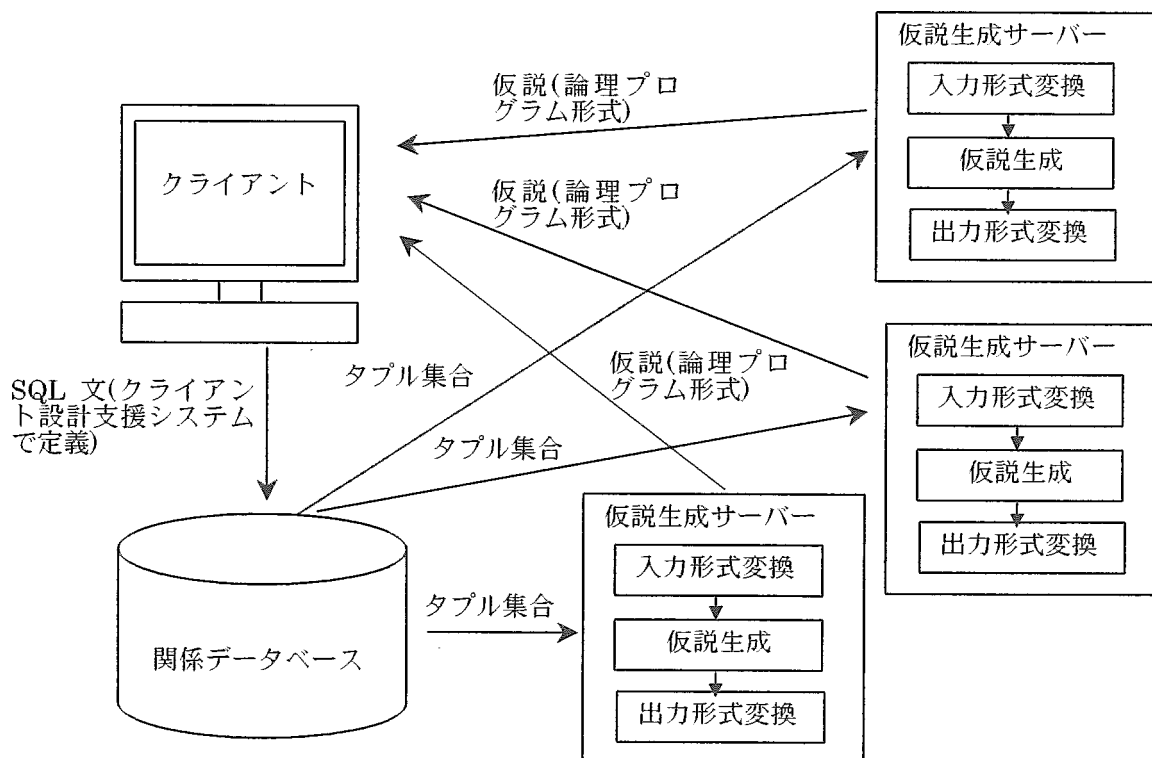 仮説生成サーバー
入力形式変換
仮説生成
出力形式変換
仮説(論理プロ
グラム形式)
クライアント
仮説(論理プロ
グラム形式)
仮説生成サーバー
入力形式変換
仮説生成
出力形式変換
仮説(論理プロ
グラム形式)
タプル集合
SQL 文(クライアン
ト設計支援システム
で定義)
タプル集合
仮説生成サーバー
入力形式変換
仮説生成
出力形式変換
タプル集合
関係データベース